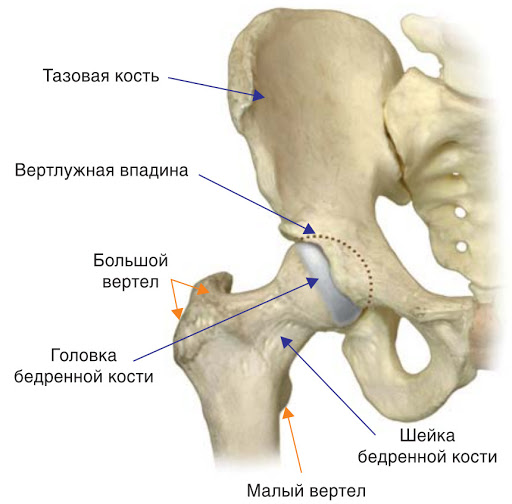 Тазовая кость
Вертлужная впадина
Большой
вертел
Головка
бедренной кости
Шейка
бедренной кости
Малый вертел